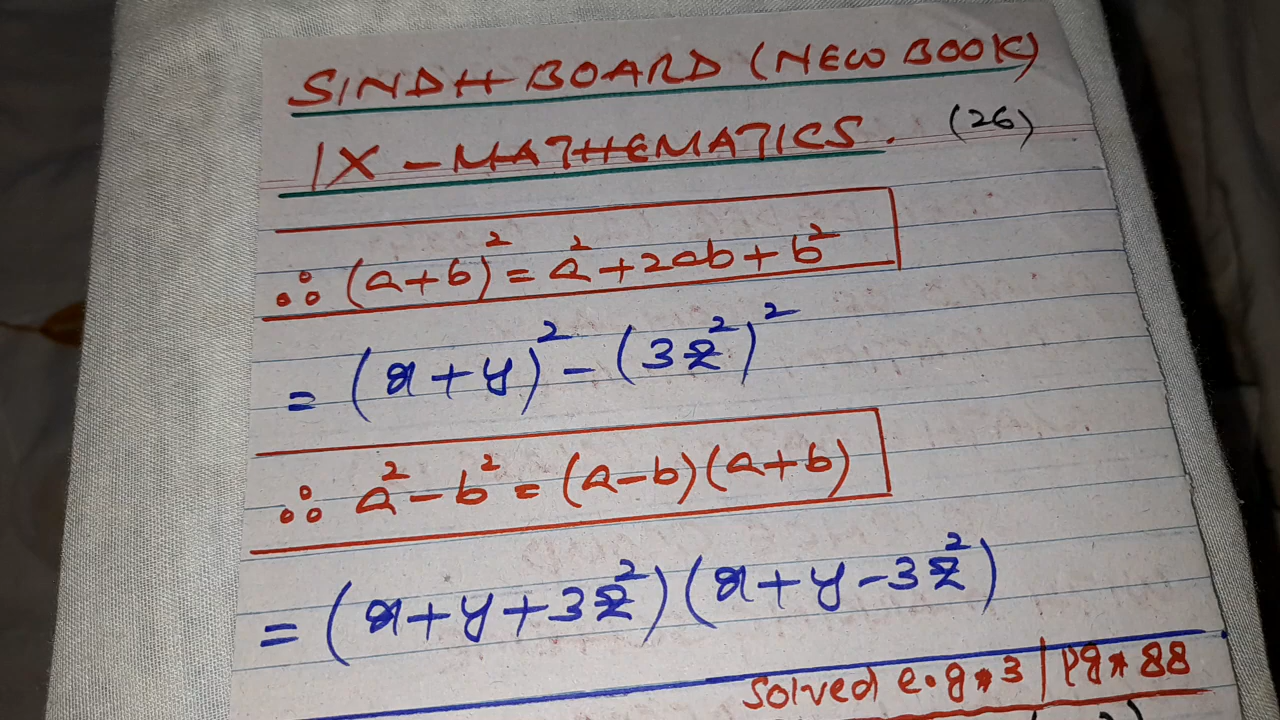 SINDH BOARD (NEW BOOK)
IX - MATHEMATICS. (26)
∴ (a+b)² = a² + 2ab + b²
= (x+y)² - (3z²)²
∴ a² - b² = (a-b)(a+b)
= (x+y+3z²)(x+y-3z²)
Solved e.g * 3 | Pg * 88